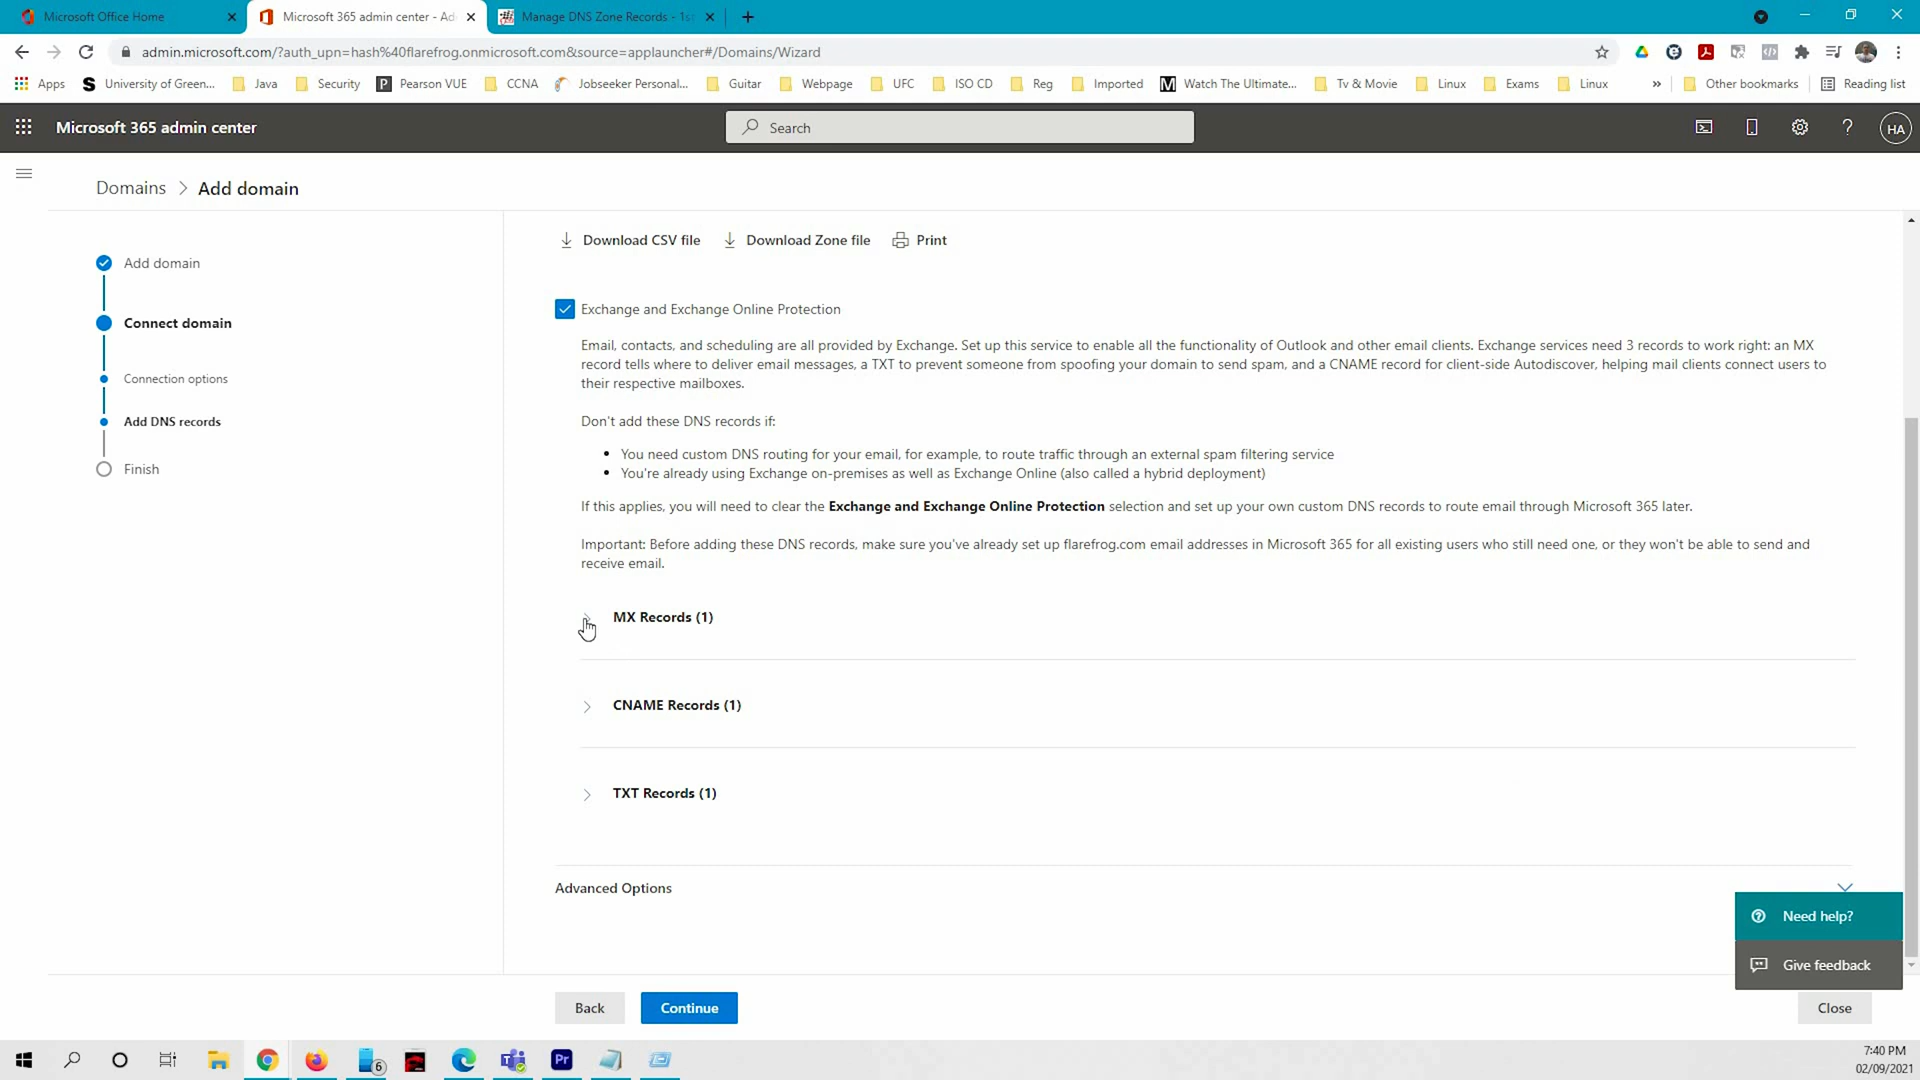 Microsoft Office Home
Microsoft 365 admin center - Ad
Manage DNS Zone Records - 1s
admin.microsoft.com/?auth_upn=hash%40flarefrog.onmicrosoft.com&source=applauncher#/Domains/Wizard
Apps
University of Green...
Java
Security
Pearson VUE
CCNA
Jobseeker Personal...
Guitar
Webpage
UFC
ISO CD
Reg
Imported
Watch The Ultimate...
Tv & Movie
Linux
Exams
Linux
Other bookmarks
Reading list
Microsoft 365 admin center
Search
HA
Domains > Add domain
Add domain
Connect domain
Connection options
Add DNS records
Finish
Download CSV file
Download Zone file
Print
Exchange and Exchange Online Protection
Email, contacts, and scheduling are all provided by Exchange. Set up this service to enable all the functionality of Outlook and other email clients. Exchange services need 3 records to work right: an MX
record tells where to deliver email messages, a TXT to prevent someone from spoofing your domain to send spam, and a CNAME record for client-side Autodiscover, helping mail clients connect users to
their respective mailboxes.
Don't add these DNS records if:
• You need custom DNS routing for your email, for example, to route traffic through an external spam filtering service
• You're already using Exchange on-premises as well as Exchange Online (also called a hybrid deployment)
If this applies, you will need to clear the Exchange and Exchange Online Protection selection and set up your own custom DNS records to route email through Microsoft 365 later.
Important: Before adding these DNS records, make sure you've already set up flarefrog.com email addresses in Microsoft 365 for all existing users who still need one, or they won't be able to send and
receive email.
MX Records (1)
CNAME Records (1)
TXT Records (1)
Advanced Options
Need help?
Give feedback
Back
Continue
Close
6
Pr
7:40 PM
02/09/2021